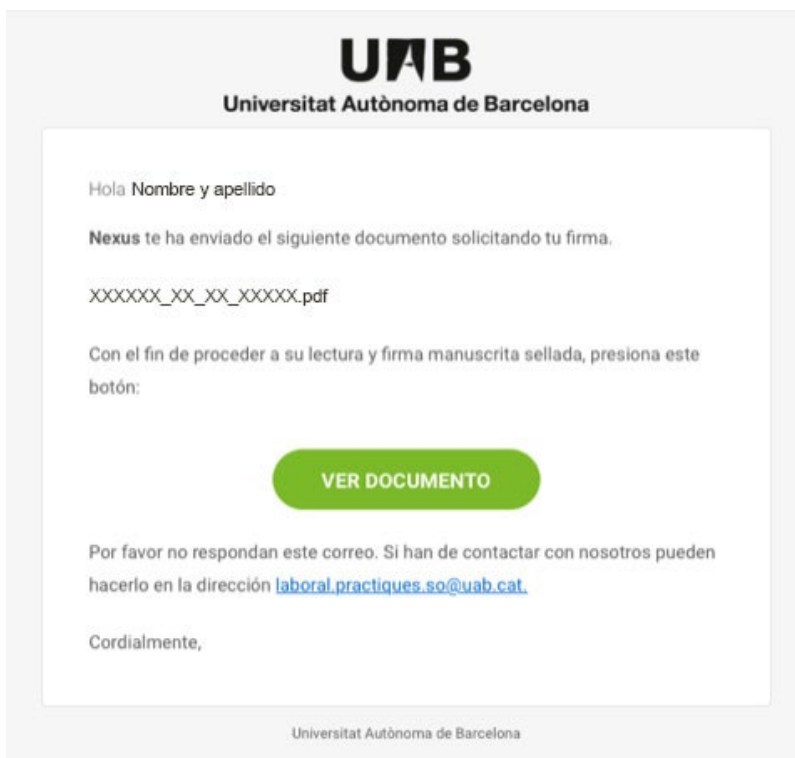 UAB
Universitat Autònoma de Barcelona
Hola Nombre y apellido
Nexus te ha enviado el siguiente documento solicitando tu firma.
XXXXXX_XX_XX_XXXXX.pdf
Con el fin de proceder a su lectura y firma manuscrita sellada, presiona este
botón:
VER DOCUMENTO
Por favor no respondan este correo. Si han de contactar con nosotros pueden
hacerlo en la dirección laboral.practiques.so@uab.cat.
Cordialmente,
Universitat Autònoma de Barcelona